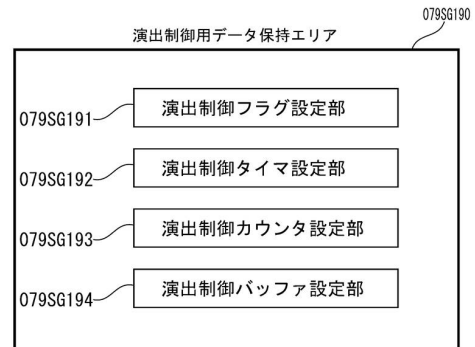 079SG190
演出制御用データ保持エリア
079SG191 演出制御フラグ設定部
079SG192 演出制御タイマ設定部
079SG193 演出制御カウンタ設定部
079SG194 演出制御バッファ設定部